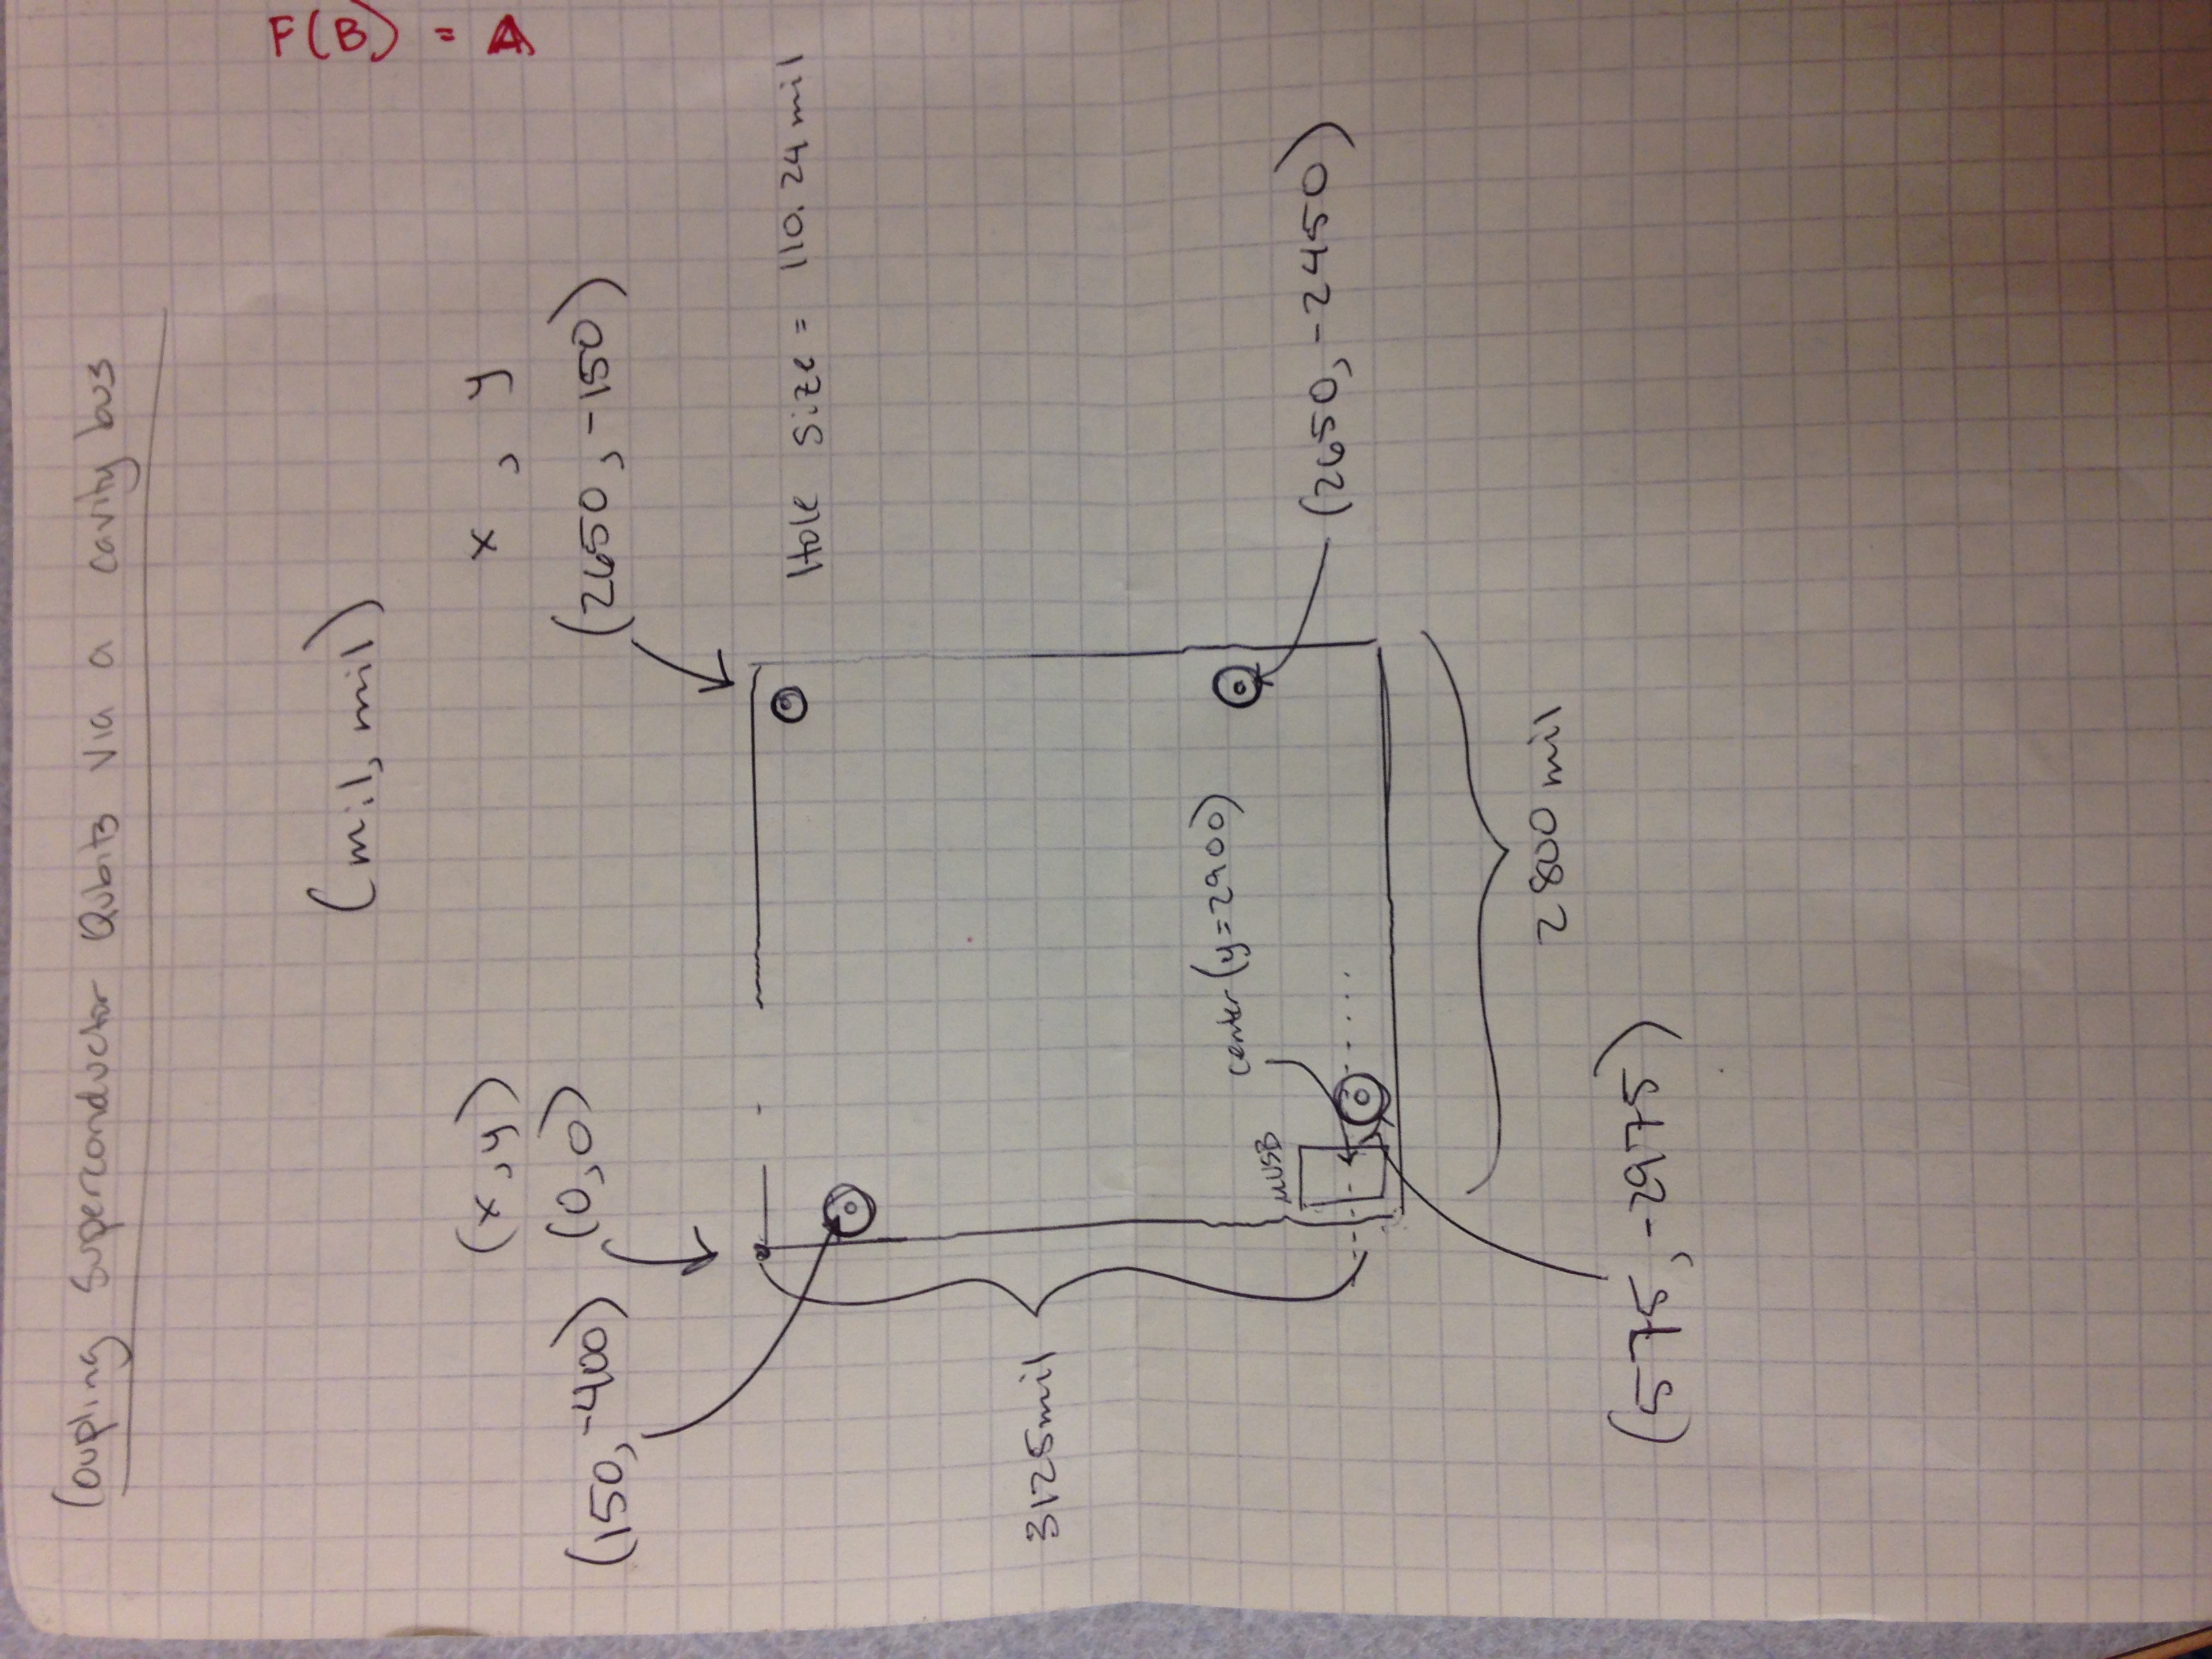 Coupling Superconductor Qubits via a cavity bus
(mil, mil)
F(B) = A
(x, y)
x , y
(150, -400)
(0,0)
(2650, -150)
Hole size = 110.24 mil
3125mil
center (y=2900)
μUSB
(2650, -2450)
2800 mil
(575, -2975)